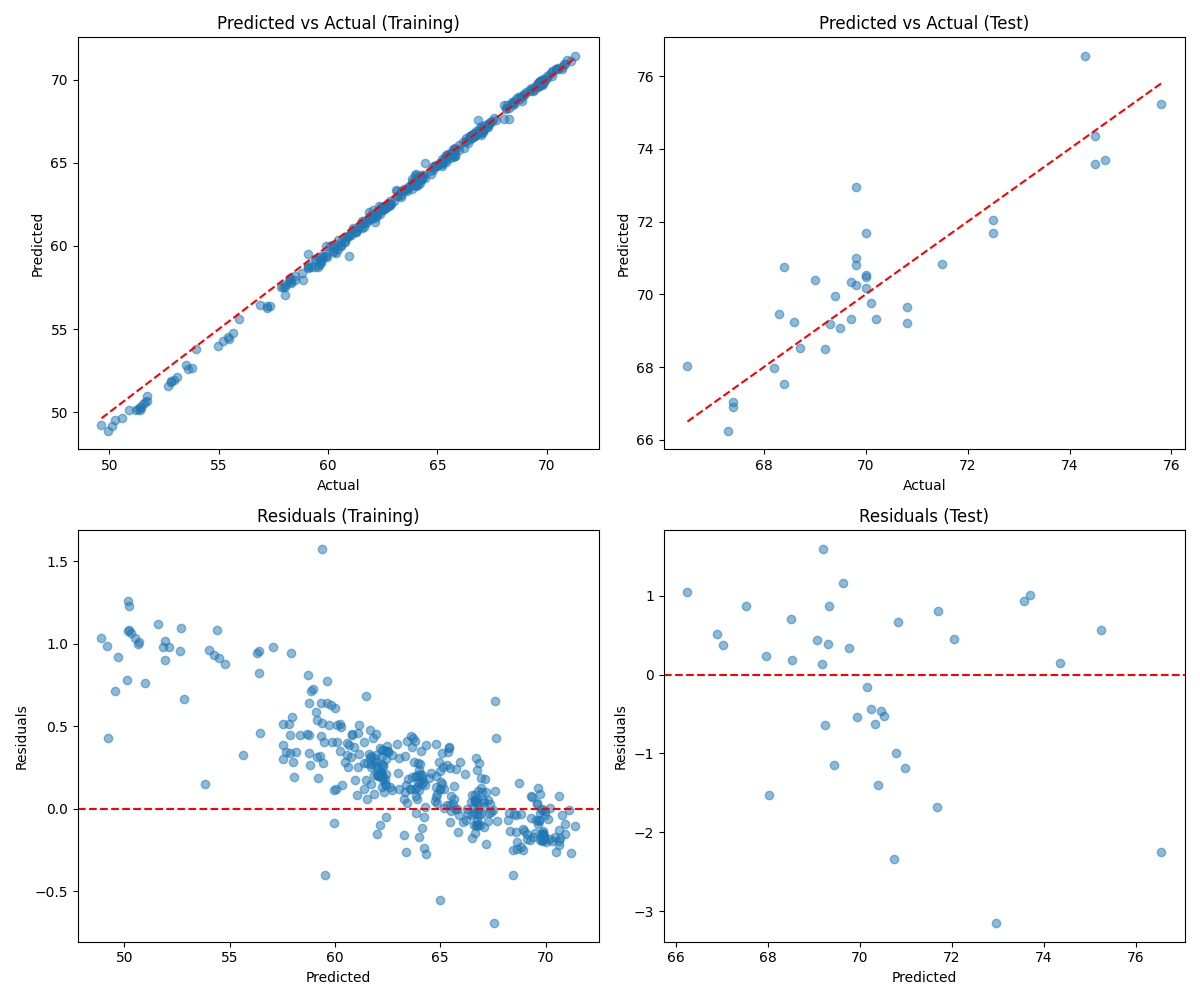 Predicted vs Actual (Training)
Predicted
70
65
60
55
50
50 55 60 65 70
Actual
Predicted vs Actual (Test)
Predicted
76
74
72
70
68
66
68 70 72 74 76
Actual
Residuals (Training)
Residuals
1.5
1.0
0.5
0.0
−0.5
50 55 60 65 70
Predicted
Residuals (Test)
Residuals
1
0
−1
−2
−3
66 68 70 72 74 76
Predicted